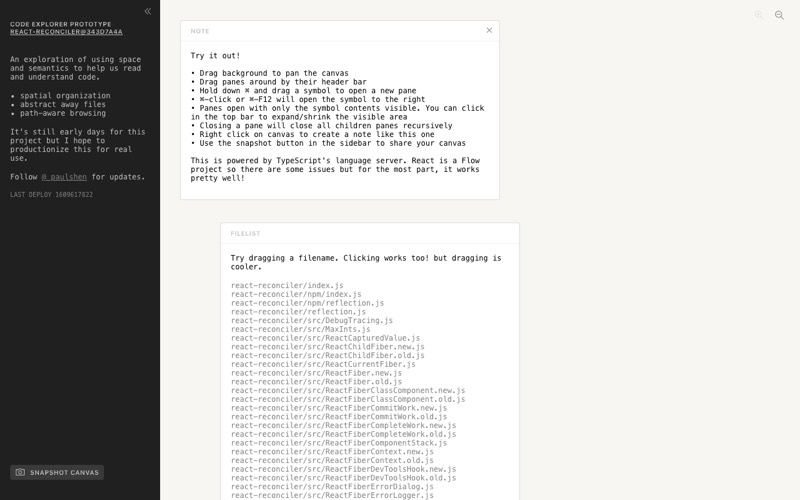 CODE EXPLORER PROTOTYPE
REACT-RECONCILER@343D7A4A
An exploration of using space
and semantics to help us read
and understand code.
• spatial organization
• abstract away files
• path-aware browsing
It's still early days for this
project but I hope to
productionize this for real
use.
Follow @_paulshen for updates.
LAST DEPLOY 1609617022
SNAPSHOT CANVAS
NOTE
Try it out!
• Drag background to pan the canvas
• Drag panes around by their header bar
• Hold down ⌘ and drag a symbol to open a new pane
• ⌘-click or ⌘-F12 will open the symbol to the right
• Panes open with only the symbol contents visible. You can click
in the top bar to expand/shrink the visible area
• Closing a pane will close all children panes recursively
• Right click on canvas to create a note like this one
• Use the snapshot button in the sidebar to share your canvas
This is powered by TypeScript's language server. React is a Flow
project so there are some issues but for the most part, it works
pretty well!
FILELIST
Try dragging a filename. Clicking works too! but dragging is
cooler.
react-reconciler/index.js
react-reconciler/npm/index.js
react-reconciler/npm/reflection.js
react-reconciler/reflection.js
react-reconciler/src/DebugTracing.js
react-reconciler/src/MaxInts.js
react-reconciler/src/ReactCapturedValue.js
react-reconciler/src/ReactChildFiber.new.js
react-reconciler/src/ReactChildFiber.old.js
react-reconciler/src/ReactCurrentFiber.js
react-reconciler/src/ReactFiber.new.js
react-reconciler/src/ReactFiber.old.js
react-reconciler/src/ReactFiberClassComponent.new.js
react-reconciler/src/ReactFiberClassComponent.old.js
react-reconciler/src/ReactFiberCommitWork.new.js
react-reconciler/src/ReactFiberCommitWork.old.js
react-reconciler/src/ReactFiberCompleteWork.new.js
react-reconciler/src/ReactFiberCompleteWork.old.js
react-reconciler/src/ReactFiberComponentStack.js
react-reconciler/src/ReactFiberContext.new.js
react-reconciler/src/ReactFiberContext.old.js
react-reconciler/src/ReactFiberDevToolsHook.new.js
react-reconciler/src/ReactFiberDevToolsHook.old.js
react-reconciler/src/ReactFiberErrorDialog.js
react-reconciler/src/ReactFiberErrorLogger.js